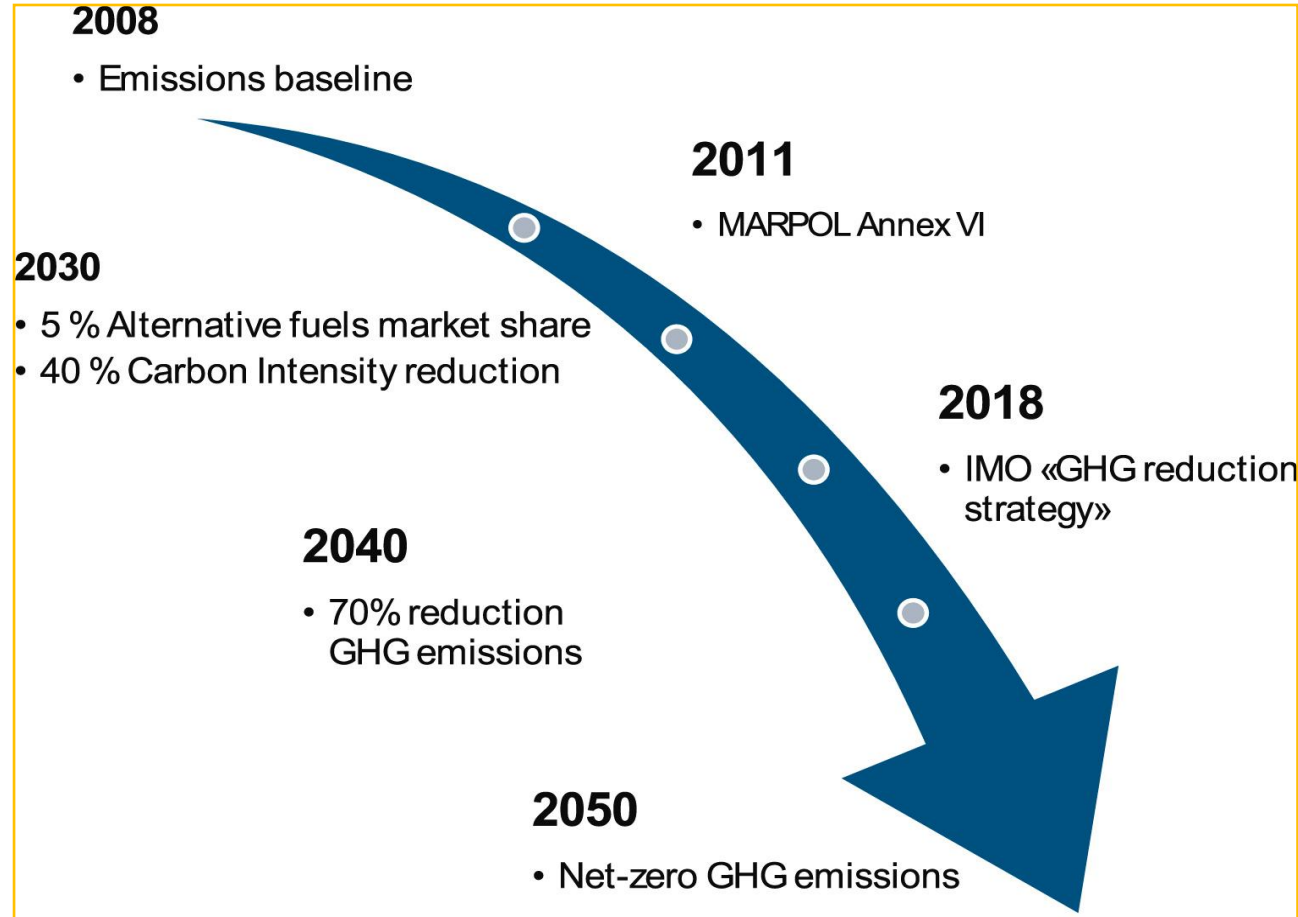 2008
• Emissions baseline
2011
• MARPOL Annex VI
2030
• 5 % Alternative fuels market share
• 40 % Carbon Intensity reduction
2018
• IMO «GHG reduction
strategy»
2040
• 70% reduction
GHG emissions
2050
• Net-zero GHG emissions